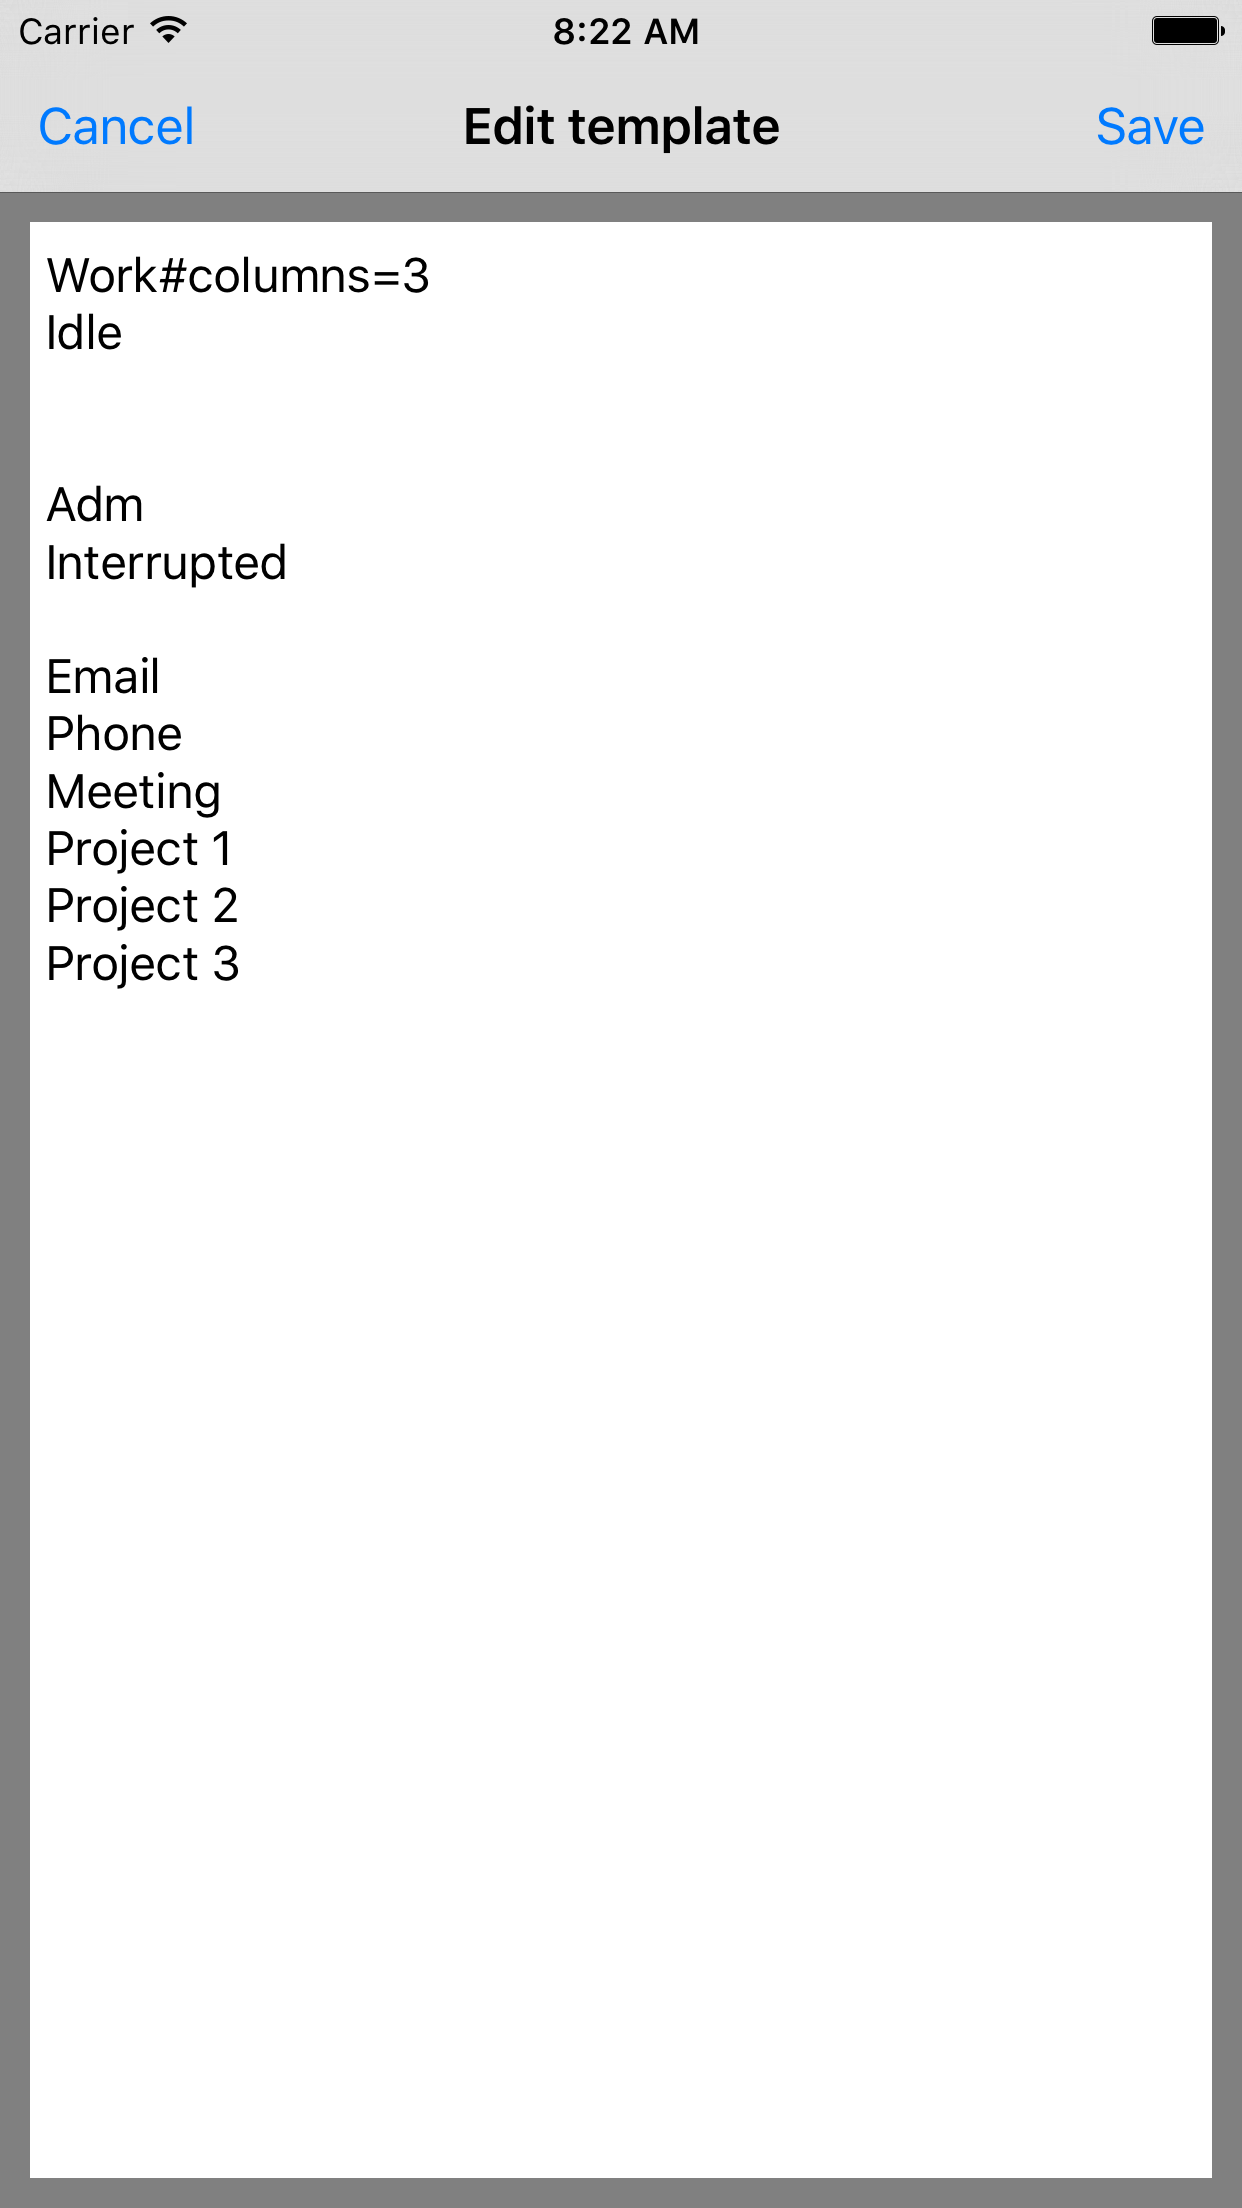 Carrier 8:22 AM
Cancel Edit template Save
Work#columns=3
Idle
Adm
Interrupted
Email
Phone
Meeting
Project 1
Project 2
Project 3